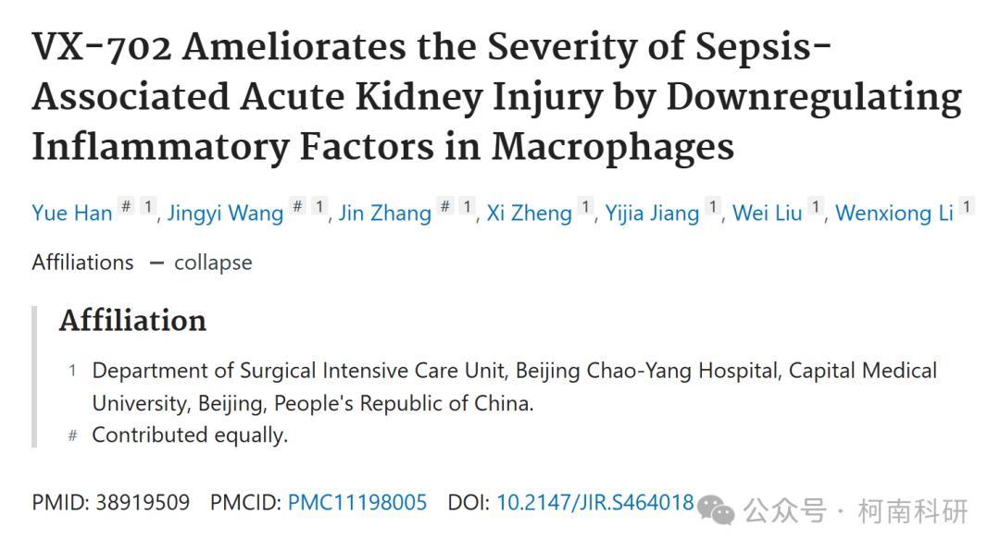 VX-702 Ameliorates the Severity of Sepsis-
Associated Acute Kidney Injury by Downregulating
Inflammatory Factors in Macrophages
Yue Han # 1, Jingyi Wang # 1, Jin Zhang # 1, Xi Zheng 1, Yijia Jiang 1, Wei Liu 1, Wenxiong Li 1
Affiliations — collapse
Affiliation
1 Department of Surgical Intensive Care Unit, Beijing Chao-Yang Hospital, Capital Medical
University, Beijing, People's Republic of China.
# Contributed equally.
PMID: 38919509 PMCID: PMC11198005 DOI: 10.2147/JIR.S464018
公众号 · 柯南科研